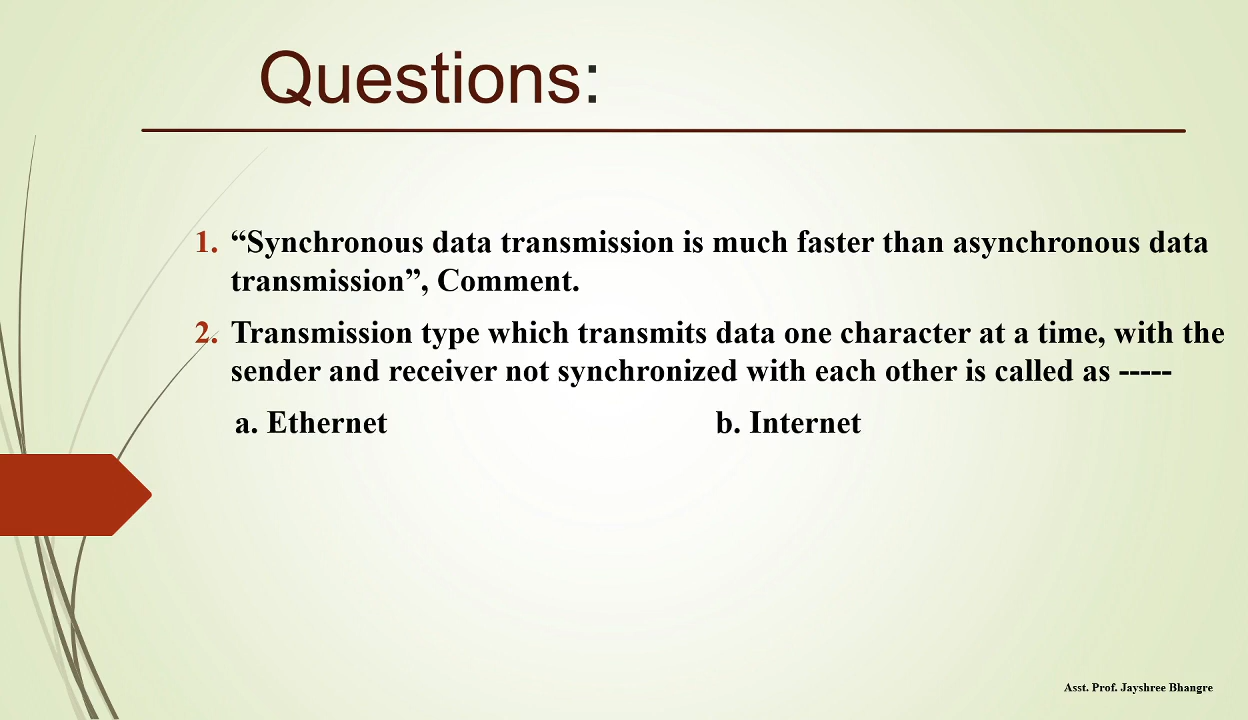 Questions:
1. “Synchronous data transmission is much faster than asynchronous data
transmission”, Comment.
2. Transmission type which transmits data one character at a time, with the
sender and receiver not synchronized with each other is called as -----
a. Ethernet b. Internet
Asst. Prof. Jayshree Bhangre